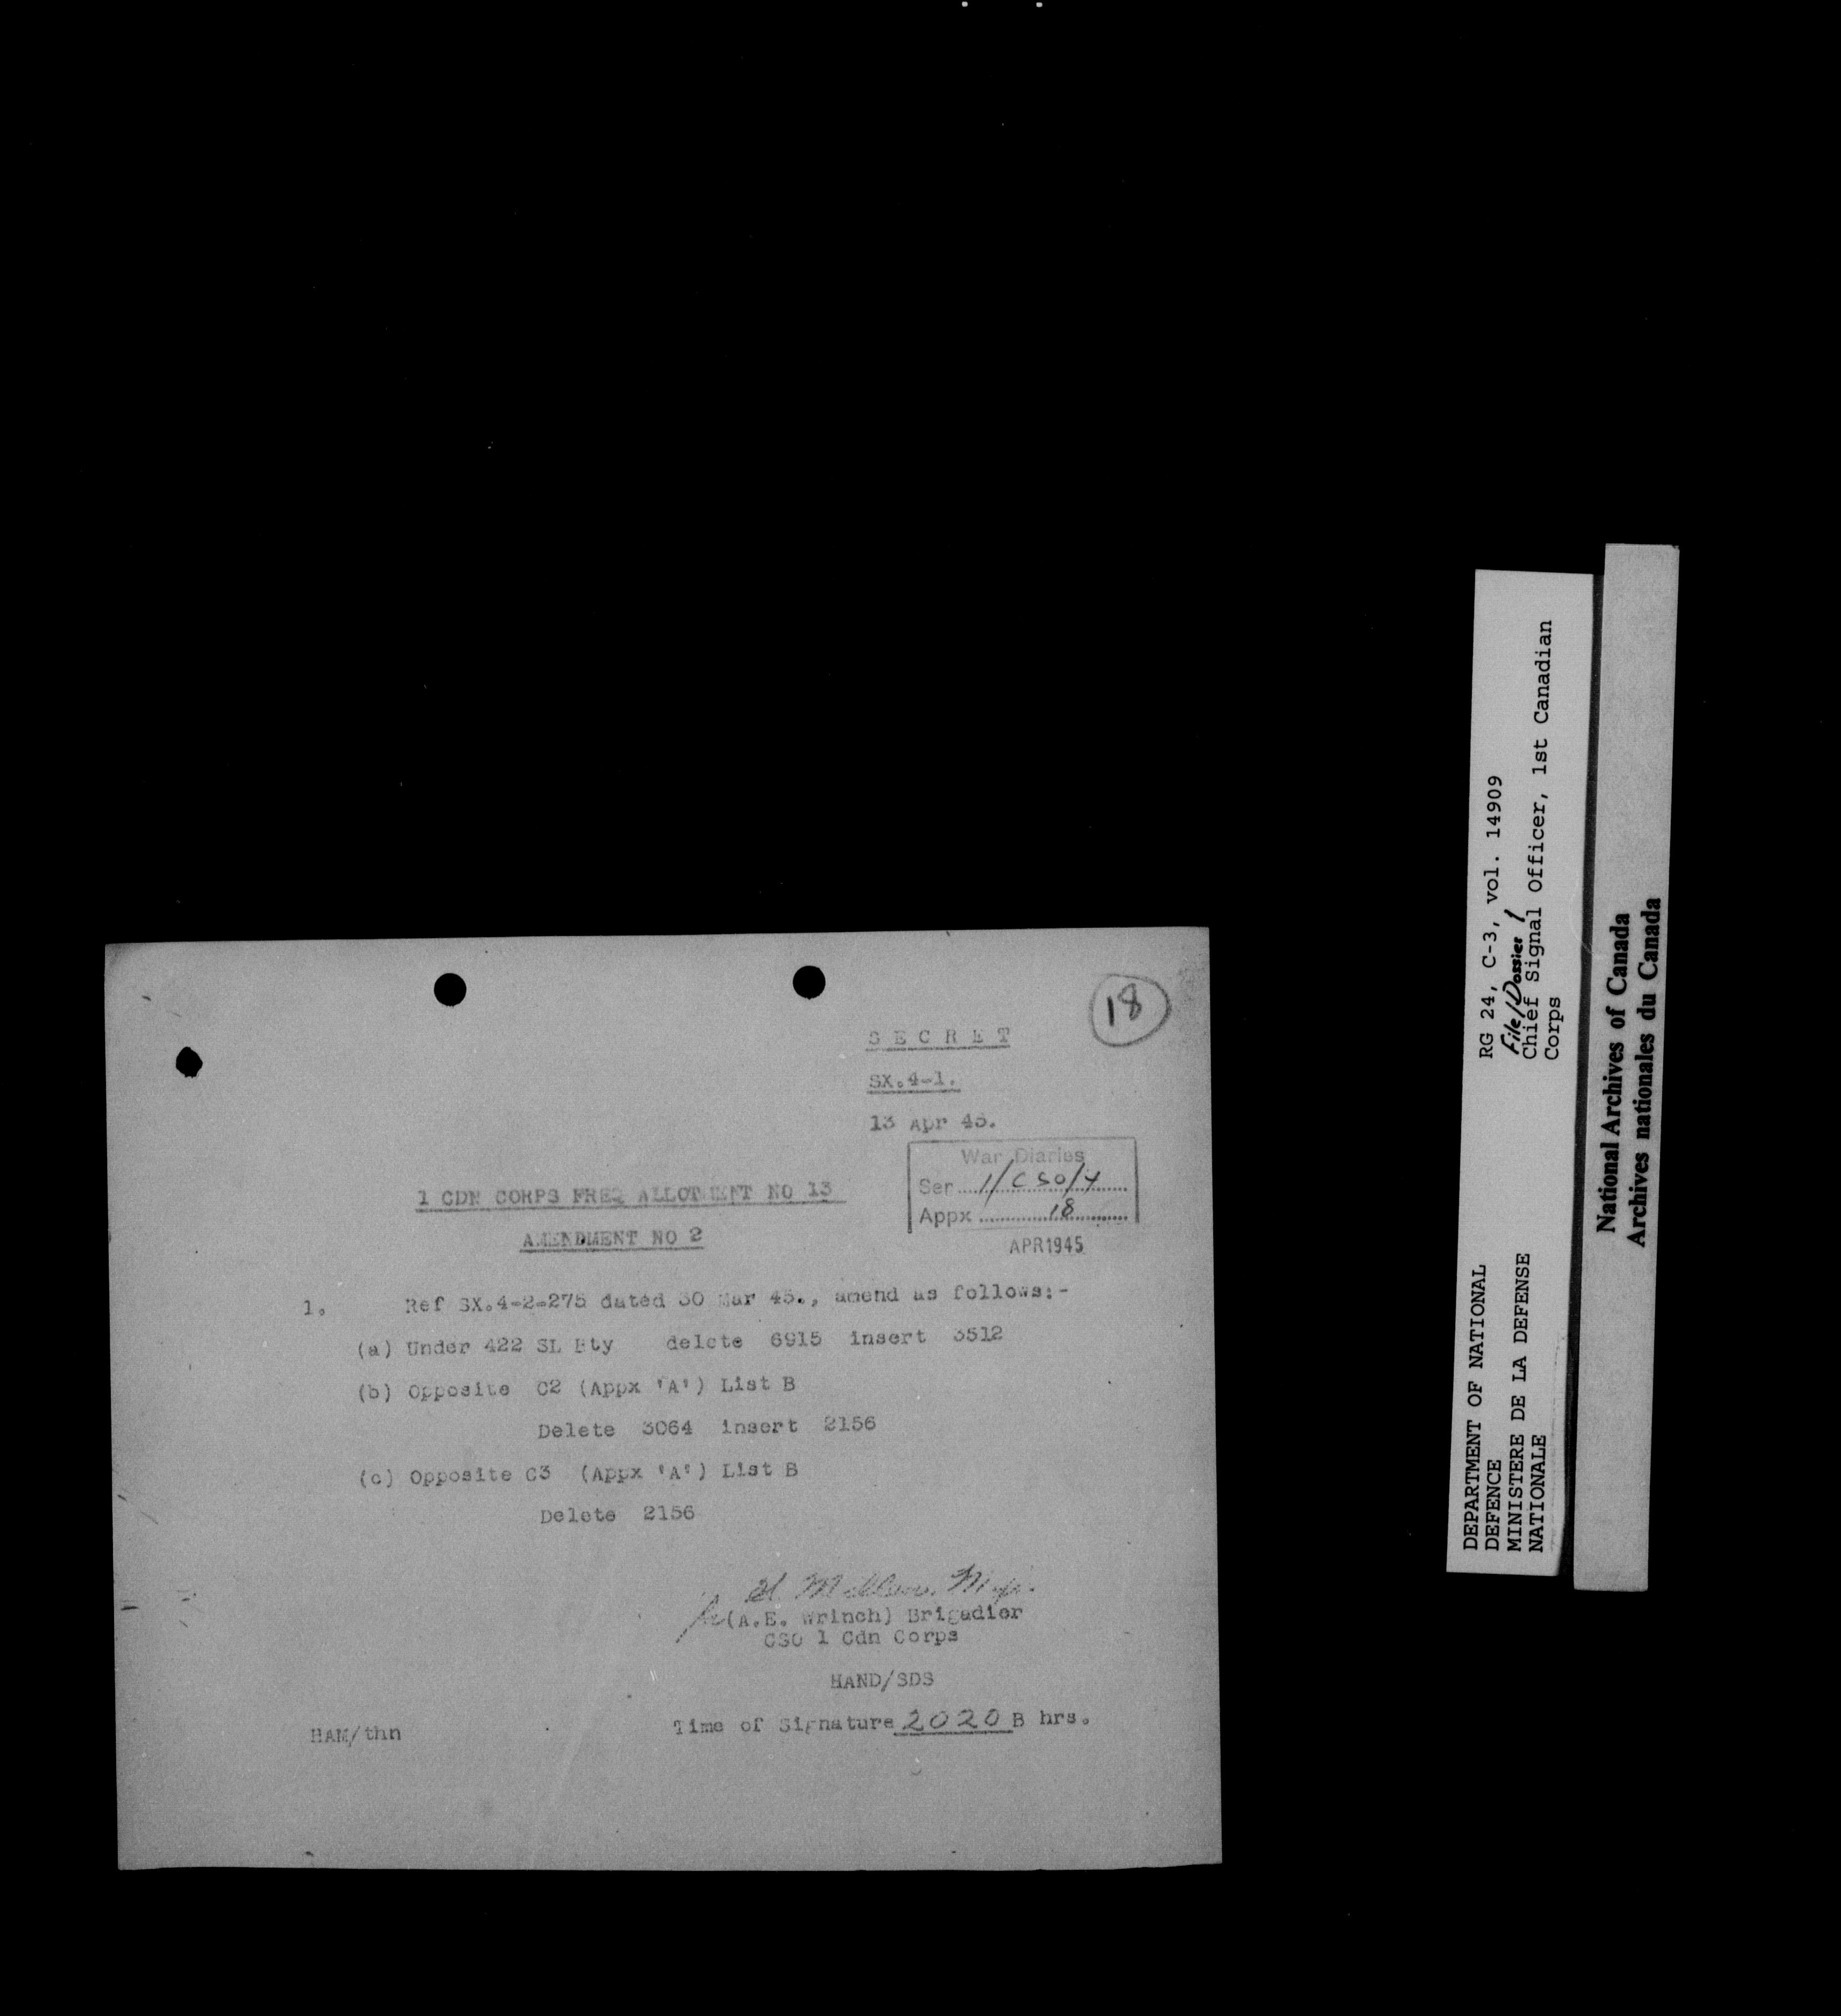 18
S E C R E T
SX.4-1.
13 Apr 45.
War Diaries
Ser 1/CSO/4
Appx 18
APR 1945
1 CDN CORPS FREQ ALLOTMENT NO 13
AMENDMENT NO 2
1. Ref SX.4-2-275 dated 30 Mar 45., amend as follows:-
(a) Under 422 SL Bty delete 6915 insert 3512
(b) Opposite C2 (Appx 'A') List B
Delete 3064 insert 2156
(c) Opposite C3 (Appx 'A') List B
Delete 2156
Maj.
(A.E. Wrinch) Brigadier
CSO 1 Cdn Corps
HAND/SDS
Time of Signature 2020 B hrs.
HAM/thn
DEPARTMENT OF NATIONAL
DEFENCE
MINISTERE DE LA DEFENSE
NATIONALE
RG 24, C-3, vol. 14909
File/Dossier 1
Chief Signal Officer, 1st Canadian
Corps
National Archives of Canada
Archives nationales du Canada